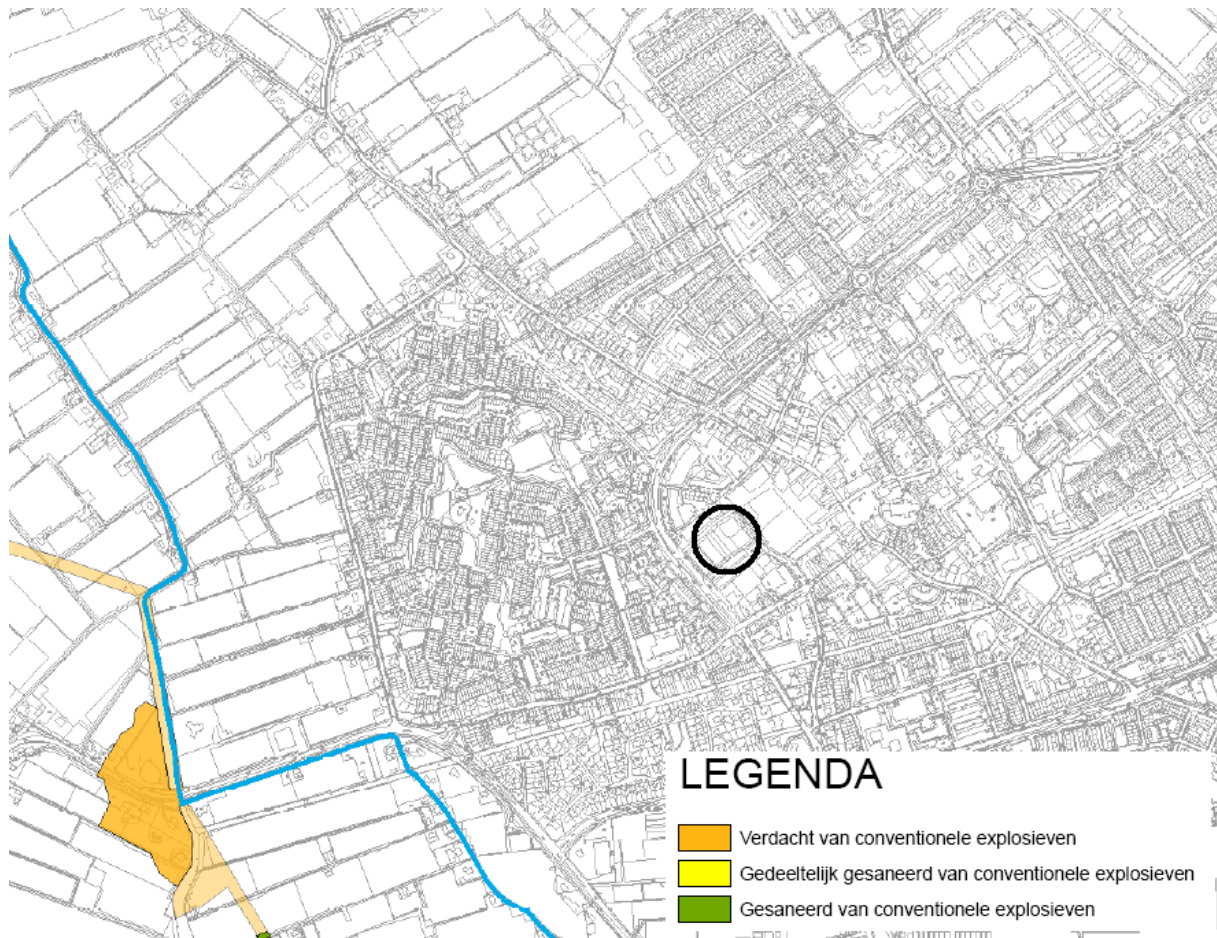 LEGENDA
Verdacht van conventionele explosieven
Gedeeltelijk gesaneerd van conventionele explosieven
Gesaneerd van conventionele explosieven